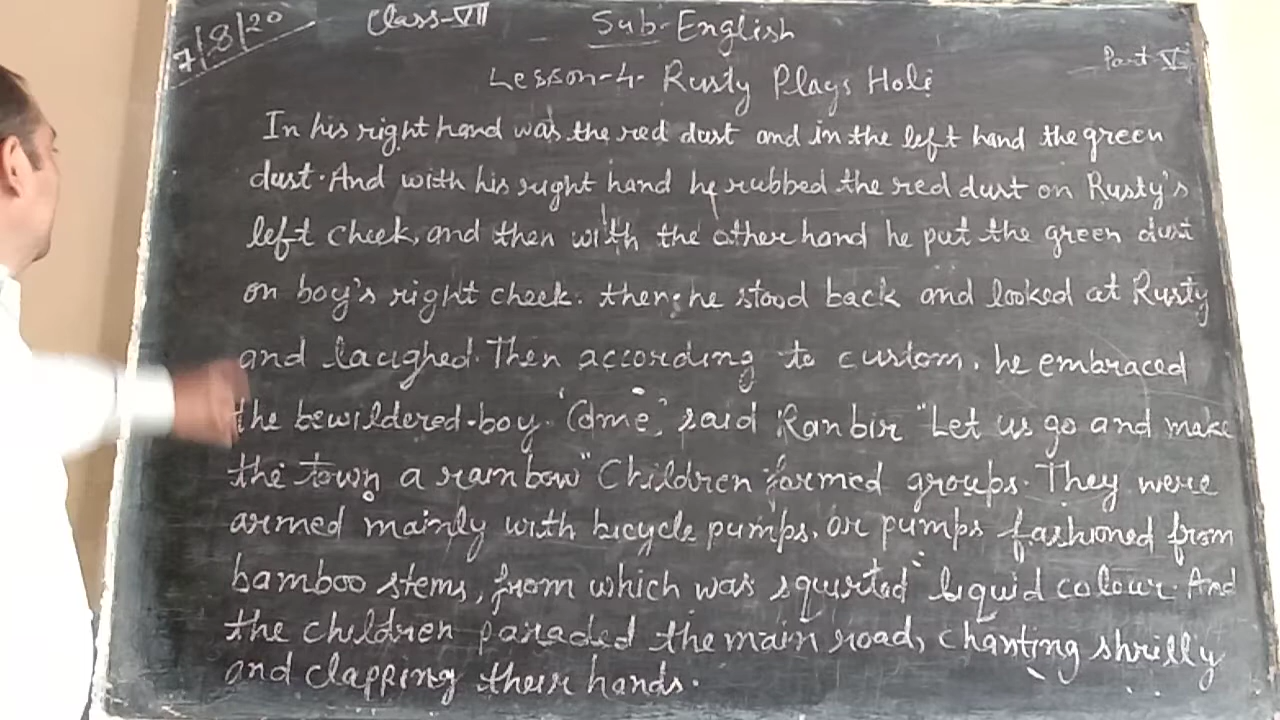 7/8/20 Class-VII Sub-English
Part V
Lesson-4. Rusty Plays Holi
In his right hand was the red dust and in the left hand the green
dust. And with his right hand he rubbed the red dust on Rusty's
left cheek, and then with the other hand he put the green dust
on boy's right cheek. then he stood back and looked at Rusty
and laughed. Then according to custom, he embraced
the bewildered-boy. 'Come', said Ranbir "Let us go and make
the town a rainbow" Children formed groups. They were
armed mainly with bicycle pumps, or pumps fashioned from
bamboo stems, from which was squirted liquid colour. And
the children paraded the main road, chanting shrilly
and clapping their hands.